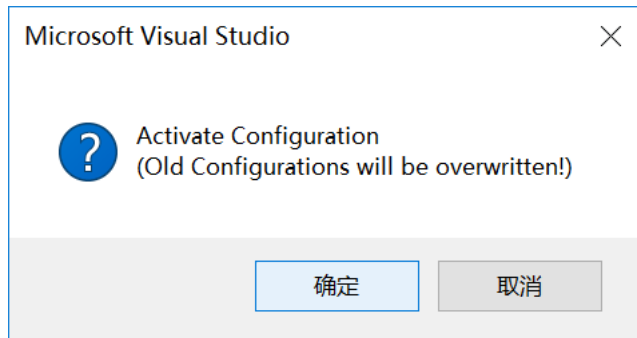 Microsoft Visual Studio
Activate Configuration
(Old Configurations will be overwritten!)
确定
取消